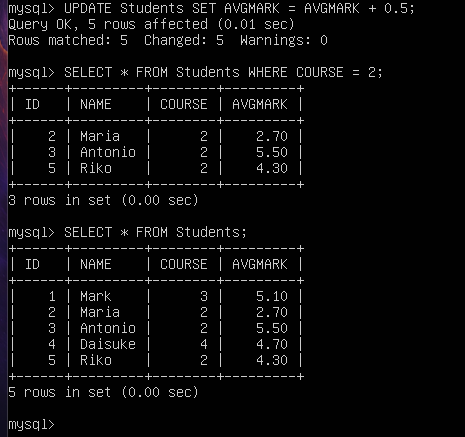 mysql> UPDATE Students SET AVGMARK = AVGMARK + 0.5;
Query OK, 5 rows affected (0.01 sec)
Rows matched: 5  Changed: 5  Warnings: 0

mysql> SELECT * FROM Students WHERE COURSE = 2;
+------+---------+--------+---------+
| ID   | NAME    | COURSE | AVGMARK |
+------+---------+--------+---------+
|    2 | Maria   |      2 |    2.70 |
|    3 | Antonio |      2 |    5.50 |
|    5 | Riko    |      2 |    4.30 |
+------+---------+--------+---------+
3 rows in set (0.00 sec)

mysql> SELECT * FROM Students;
+------+---------+--------+---------+
| ID   | NAME    | COURSE | AVGMARK |
+------+---------+--------+---------+
|    1 | Mark    |      3 |    5.10 |
|    2 | Maria   |      2 |    2.70 |
|    3 | Antonio |      2 |    5.50 |
|    4 | Daisuke |      4 |    4.70 |
|    5 | Riko    |      2 |    4.30 |
+------+---------+--------+---------+
5 rows in set (0.00 sec)

mysql>